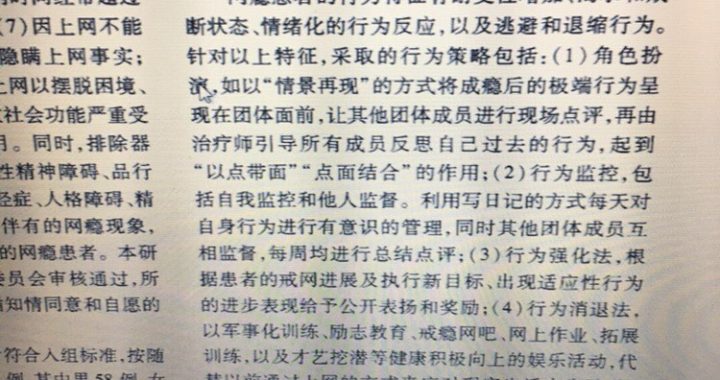 (7)因上网不能
隐瞒上网事实;
上网以摆脱困境、
社会功能严重受
。同时,排除器
性精神障碍、品行
轻症、人格障碍、精
伴有的网瘾现象,
的网瘾患者。本研
委员会审核通过,所
知情同意和自愿的
符合入组标准,按随
断状态、情绪化的行为反应,以及逃避和退缩行为。
针对以上特征,采取的行为策略包括:(1)角色扮
演,如以“情景再现”的方式将成瘾后的极端行为呈
现在团体面前,让其他团体成员进行现场点评,再由
治疗师引导所有成员反思自己过去的行为,起到
“以点带面”“点面结合”的作用;(2)行为监控,包
括自我监控和他人监督。利用写日记的方式每天对
自身行为进行有意识的管理,同时其他团体成员互
相监督,每周均进行总结点评;(3)行为强化法,根
据患者的戒网进展及执行新目标、出现适应性行为
的进步表现给予公开表扬和奖励;(4)行为消退法,
以军事化训练、励志教育、戒瘾网吧、网上作业、拓展
训练,以及才艺挖潜等健康积极向上的娱乐活动,代